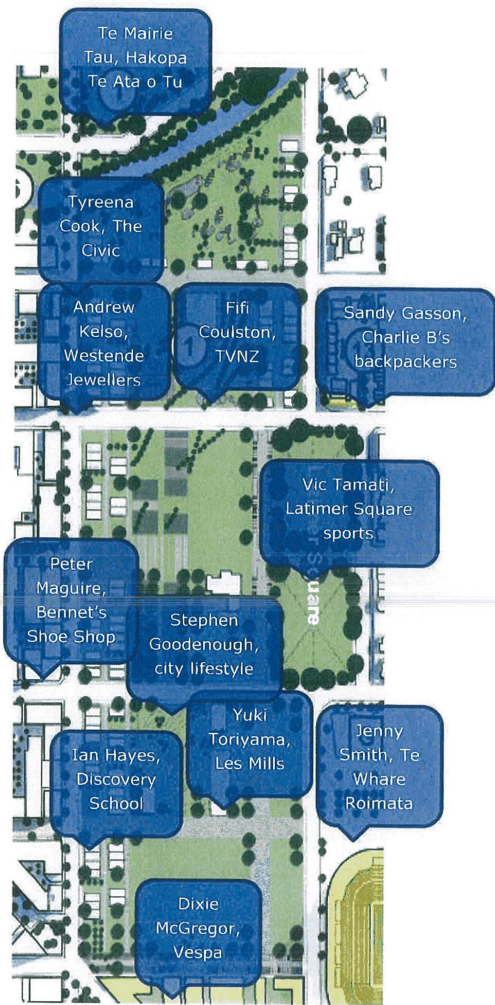 Te Mairie
Tau, Hakopa
Te Ata o Tu
Tyreena
Cook, The
Civic
Andrew
Kelso,
Westende
Jewellers
Fifi
Coulston,
TVNZ
Sandy Gasson,
Charlie B's
backpackers
Vic Tamati,
Latimer Square
sports
Square
Peter
Maguire,
Bennet's
Shoe Shop
Stephen
Goodenough,
city lifestyle
Yuki
Toriyama,
Les Mills
Ian Hayes,
Discovery
School
Jenny
Smith, Te
Whare
Roimata
Dixie
McGregor,
Vespa